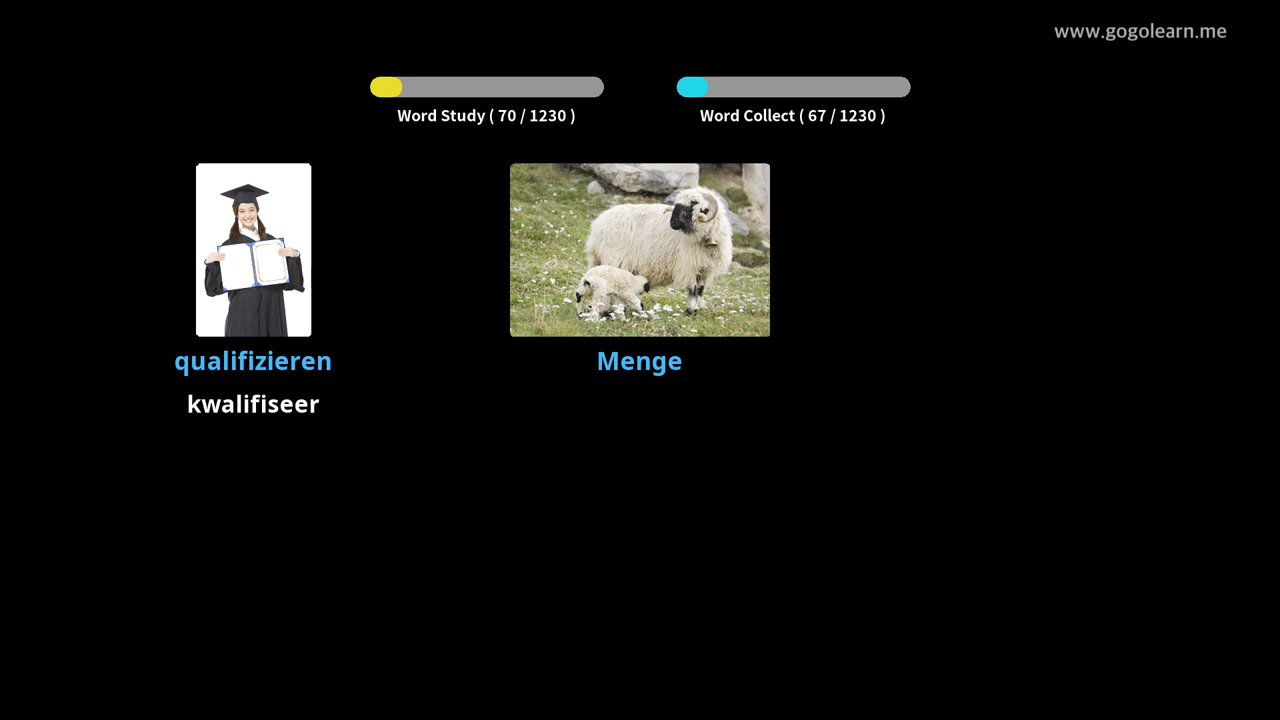 www.gogolearn.me
Word Study ( 70 / 1230 )
Word Collect ( 67 / 1230 )
qualifizieren
Menge
kwalifiseer